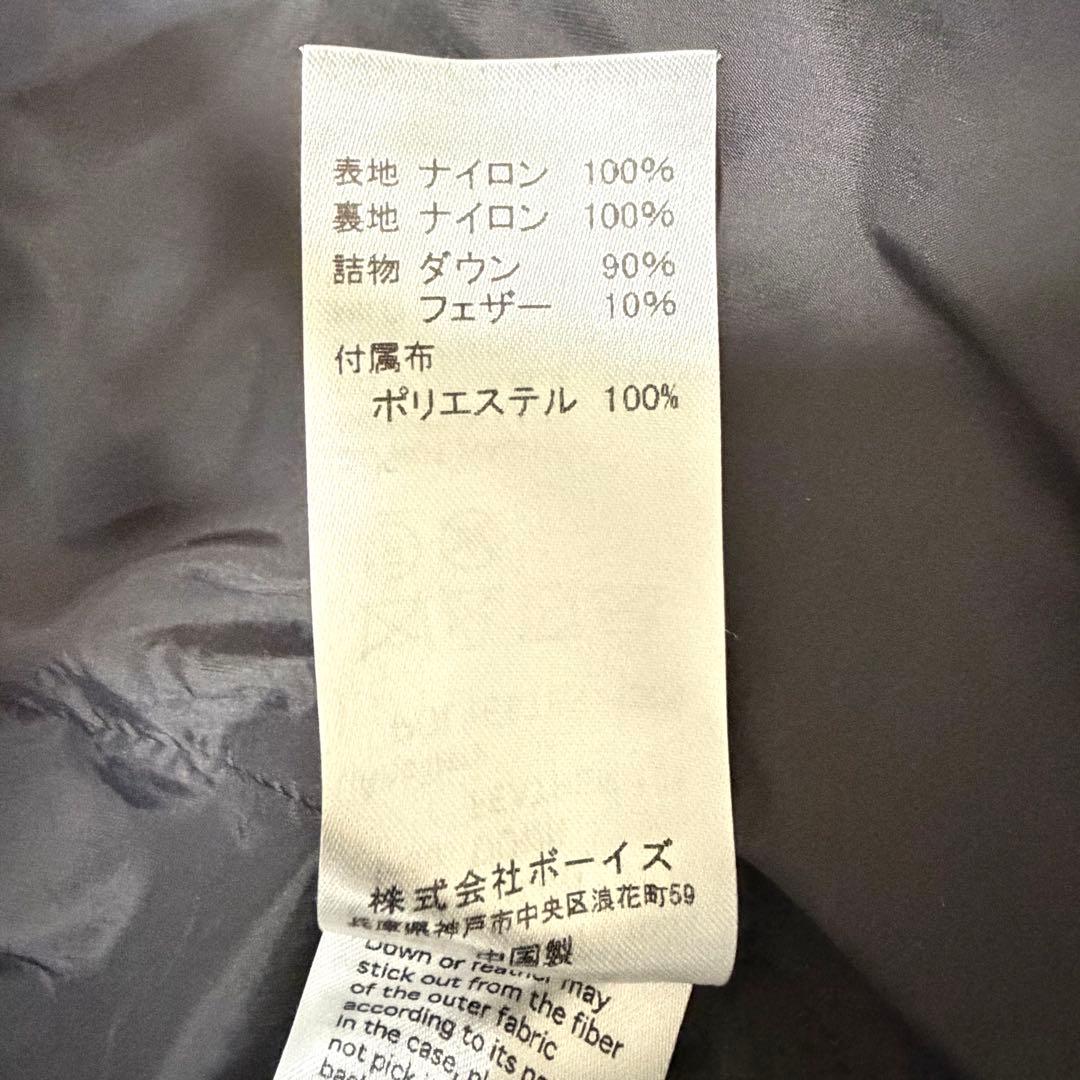 表地 ナイロン 100%
裏地 ナイロン 100%
詰物 ダウン 90%
フェザー 10%
付属布
ポリエステル 100%
株式会社ボーイズ
兵庫県神戸市中央区浪花町59
中国製
Down or feather may
stick out from the fiber
of the outer fabric
according to its
in the case,
not pick